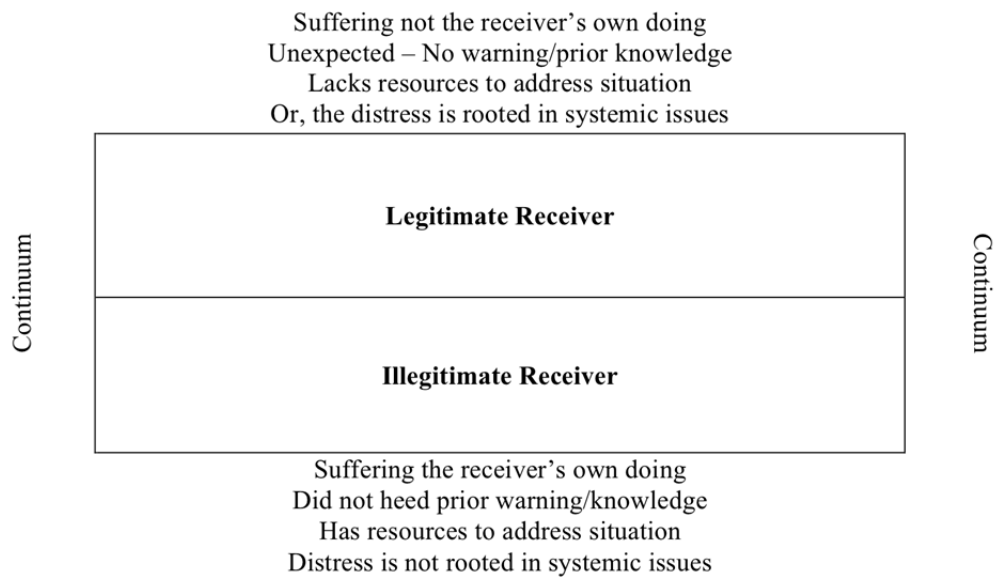 Suffering not the receiver’s own doing
Unexpected – No warning/prior knowledge
Lacks resources to address situation
Or, the distress is rooted in systemic issues
Continuum
Legitimate Receiver
Continuum
Illegitimate Receiver
Suffering the receiver’s own doing
Did not heed prior warning/knowledge
Has resources to address situation
Distress is not rooted in systemic issues